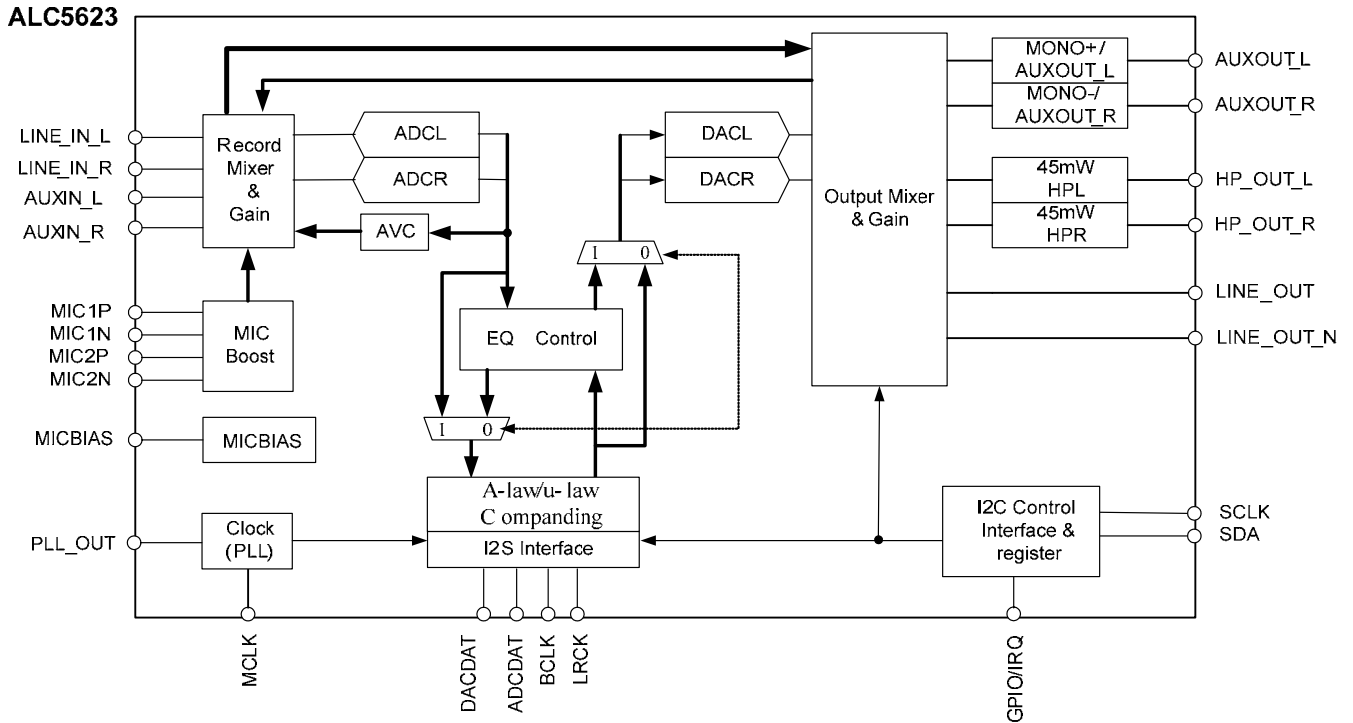 ALC5623
LINE_IN_L
LINE_IN_R
AUXIN_L
AUXIN_R
MIC1P
MIC1N
MIC2P
MIC2N
MICBIAS
PLL_OUT
Record
Mixer
&
Gain
MIC
Boost
MICBIAS
Clock
(PLL)
ADCL
ADCR
AVC
EQ Control
I 0
I 0
A-law/u- law
C ompanding
I2S Interface
DACL
DACR
Output Mixer
& Gain
MONO+/
AUXOUT_L
MONO-/
AUXOUT_R
45mW
HPL
45mW
HPR
I2C Control
Interface &
register
AUXOUT_L
AUXOUT_R
HP_OUT_L
HP_OUT_R
LINE_OUT
LINE_OUT_N
SCLK
SDA
MCLK
DACDAT
ADCDAT
BCLK
LRCK
GPIO/IRQ